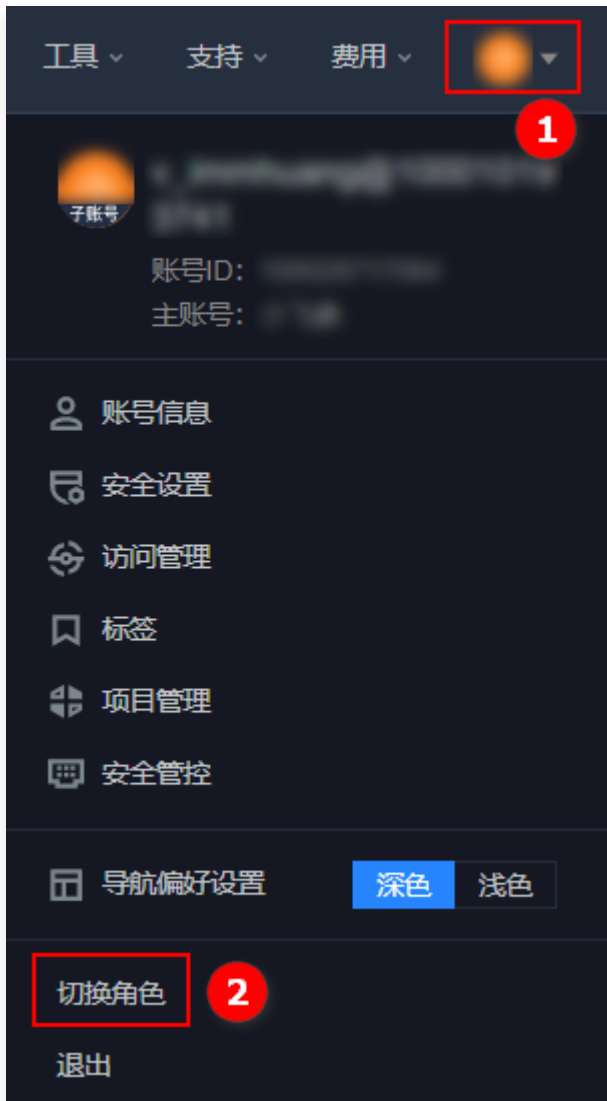 工具 支持 费用
1
子账号
账号ID:
主账号:
账号信息
安全设置
访问管理
标签
项目管理
安全管控
导航偏好设置 深色 浅色
切换角色 2
退出